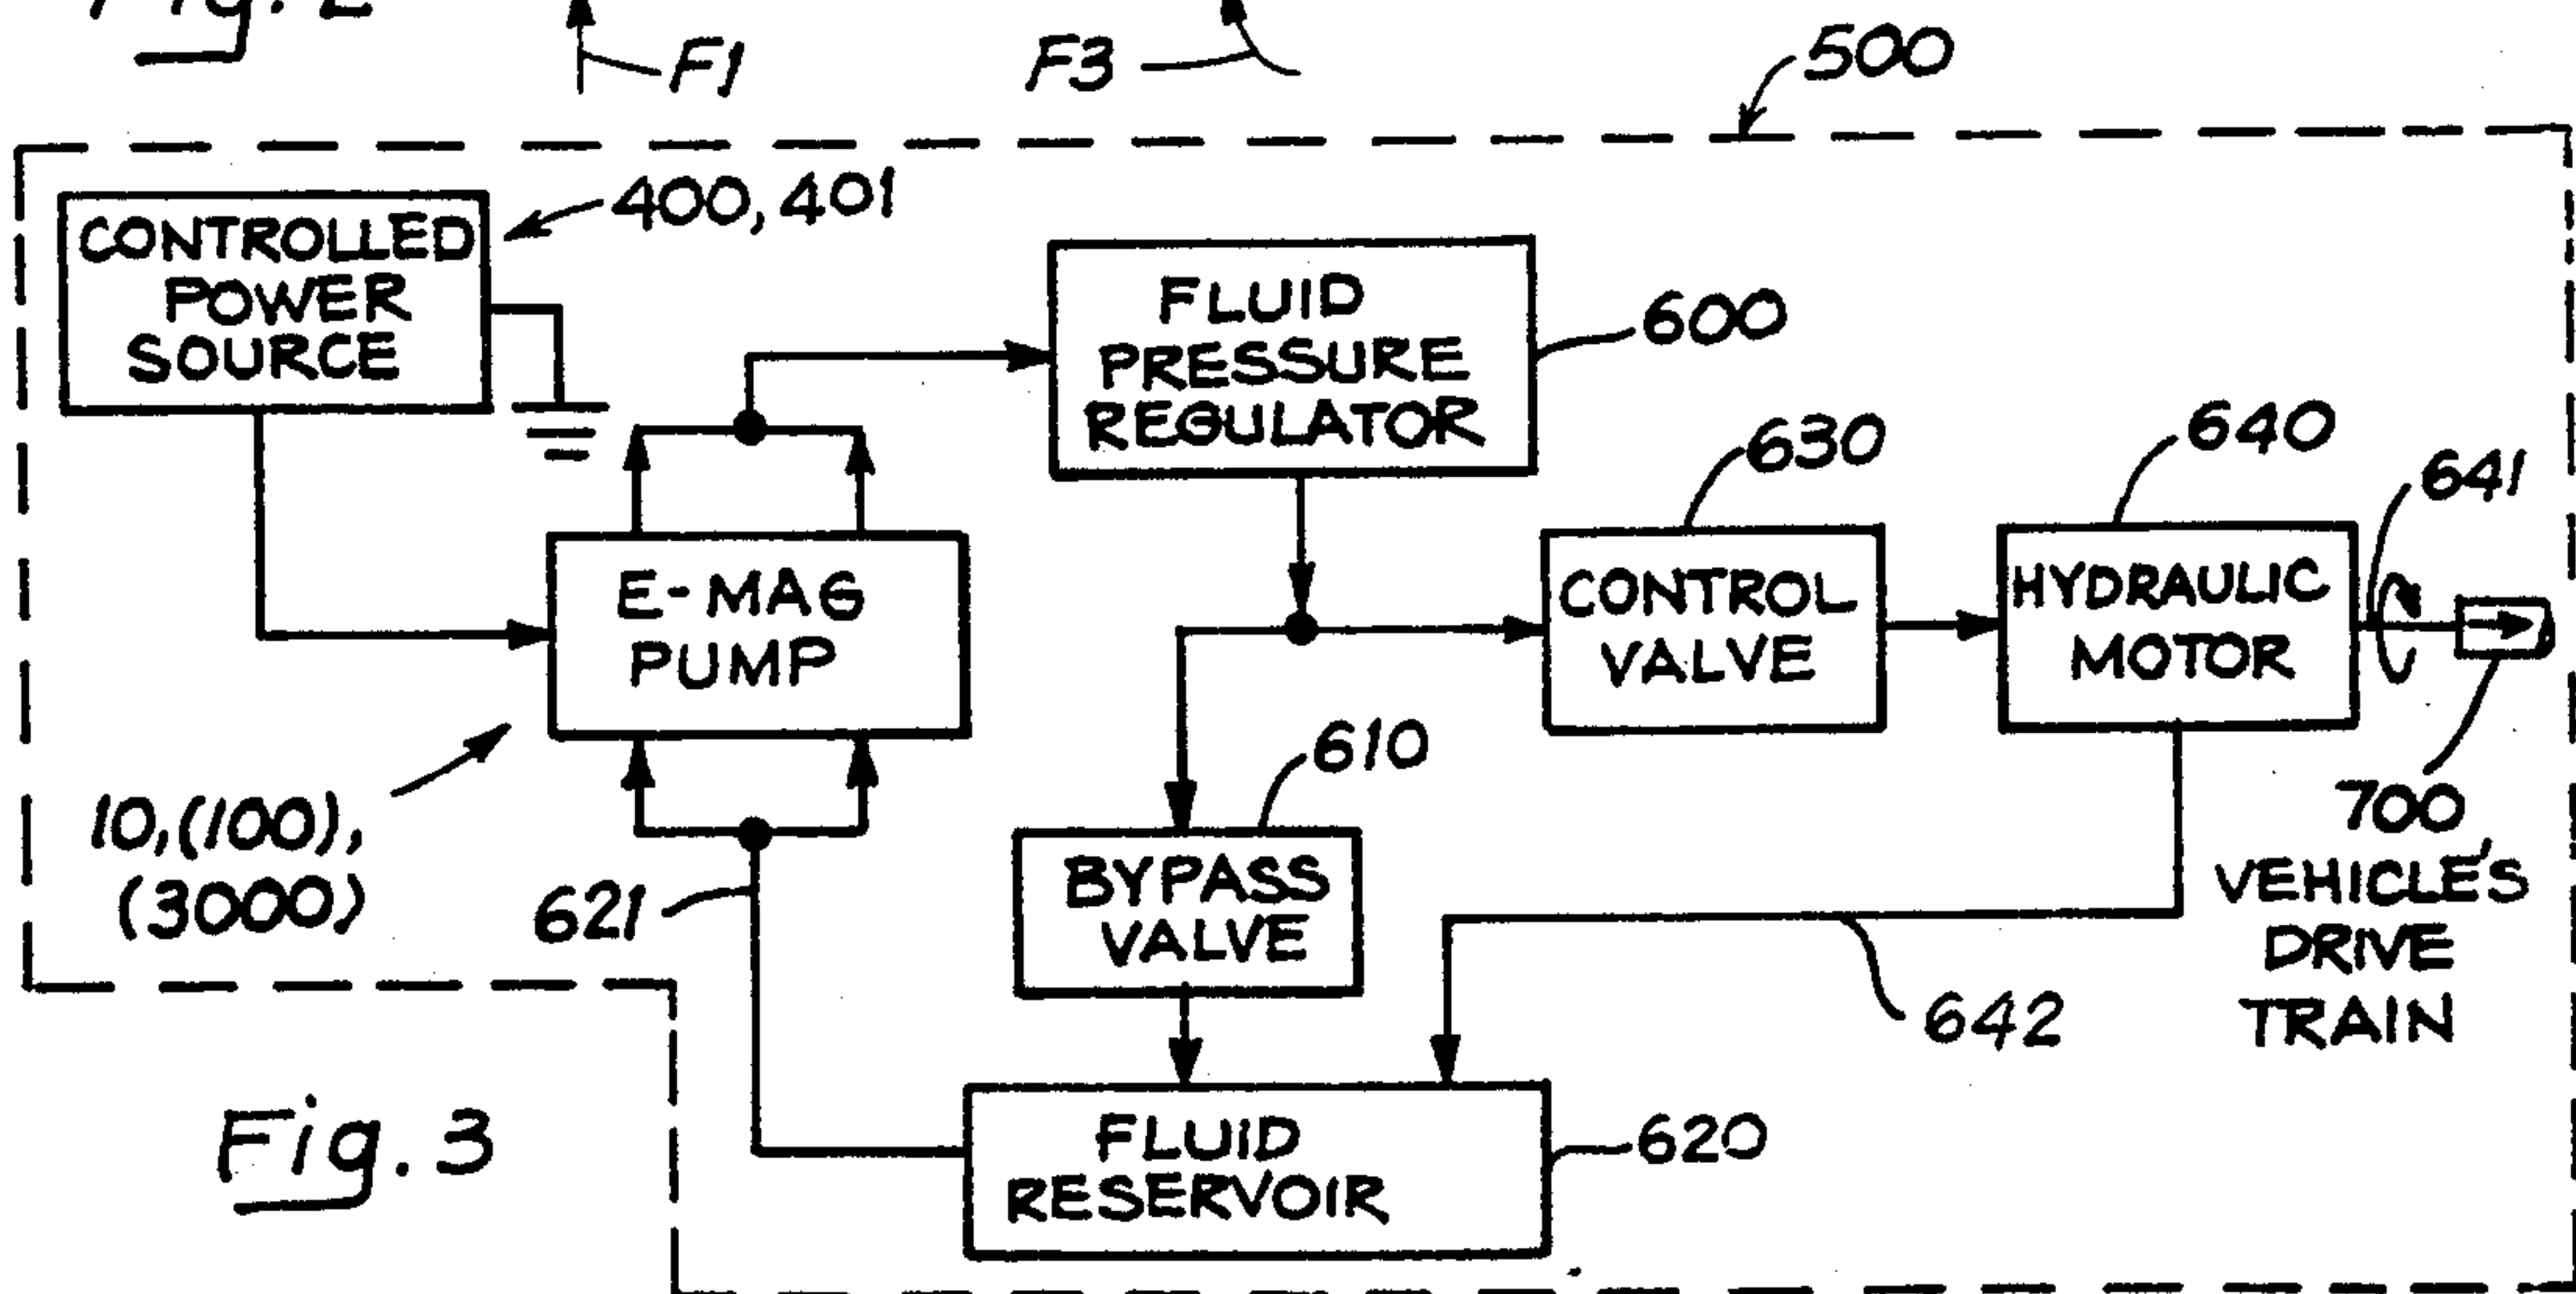 Fig. 2
F1
F3
500
CONTROLLED
POWER
SOURCE
400, 401
FLUID
PRESSURE
REGULATOR
600
630
640
641
E-MAG
PUMP
CONTROL
VALVE
HYDRAULIC
MOTOR
10,(100),
(3000)
621
610
BYPASS
VALVE
700
VEHICLE'S
DRIVE
TRAIN
642
FLUID
RESERVOIR
620
Fig. 3